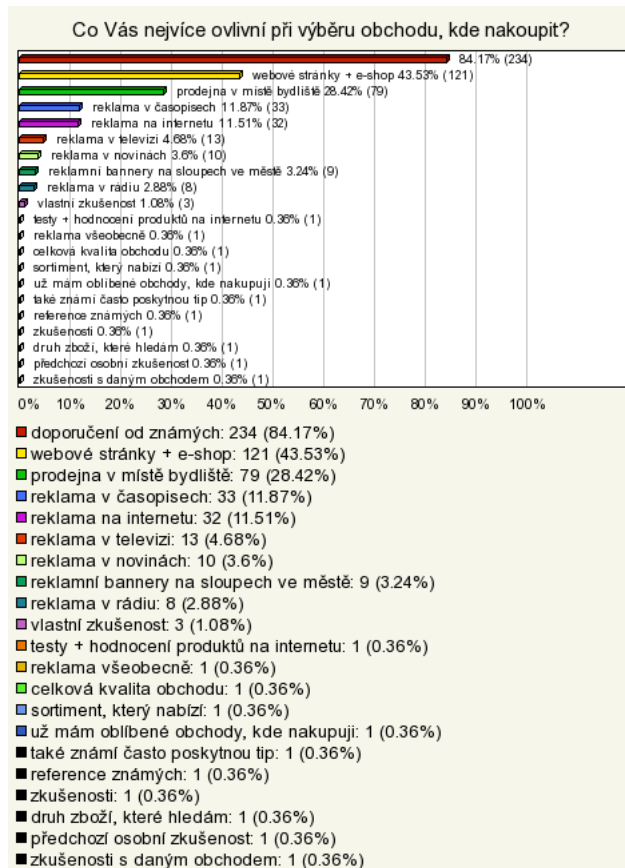 Co Vás nejvíce ovlivní při výběru obchodu, kde nakoupit?
84.17% (234)
webové stránky + e-shop 43.53% (121)
prodejna v místě bydliště 28.42% (79)
reklama v časopisech 11.87% (33)
reklama na internetu 11.51% (32)
reklama v televizi 4.68% (13)
reklama v novinách 3.6% (10)
reklamní bannery na sloupech ve městě 3.24% (9)
reklama v rádiu 2.88% (8)
vlastní zkušenost 1.08% (3)
testy + hodnocení produktů na internetu 0.36% (1)
reklama všeobecně 0.36% (1)
celková kvalita obchodu 0.36% (1)
sortiment, který nabízí 0.36% (1)
už mám oblíbené obchody, kde nakupuji 0.36% (1)
také známí často poskytnou tip 0.36% (1)
reference známých 0.36% (1)
zkušenosti 0.36% (1)
druh zboží, které hledám 0.36% (1)
předchozí osobní zkušenost 0.36% (1)
zkušenosti s daným obchodem 0.36% (1)
0% 10% 20% 30% 40% 50% 60% 70% 80% 90% 100%
doporučení od známých: 234 (84.17%)
webové stránky + e-shop: 121 (43.53%)
prodejna v místě bydliště: 79 (28.42%)
reklama v časopisech: 33 (11.87%)
reklama na internetu: 32 (11.51%)
reklama v televizi: 13 (4.68%)
reklama v novinách: 10 (3.6%)
reklamní bannery na sloupech ve městě: 9 (3.24%)
reklama v rádiu: 8 (2.88%)
vlastní zkušenost: 3 (1.08%)
testy + hodnocení produktů na internetu: 1 (0.36%)
reklama všeobecně: 1 (0.36%)
celková kvalita obchodu: 1 (0.36%)
sortiment, který nabízí: 1 (0.36%)
už mám oblíbené obchody, kde nakupuji: 1 (0.36%)
také známí často poskytnou tip: 1 (0.36%)
reference známých: 1 (0.36%)
zkušenosti: 1 (0.36%)
druh zboží, které hledám: 1 (0.36%)
předchozí osobní zkušenost: 1 (0.36%)
zkušenosti s daným obchodem: 1 (0.36%)